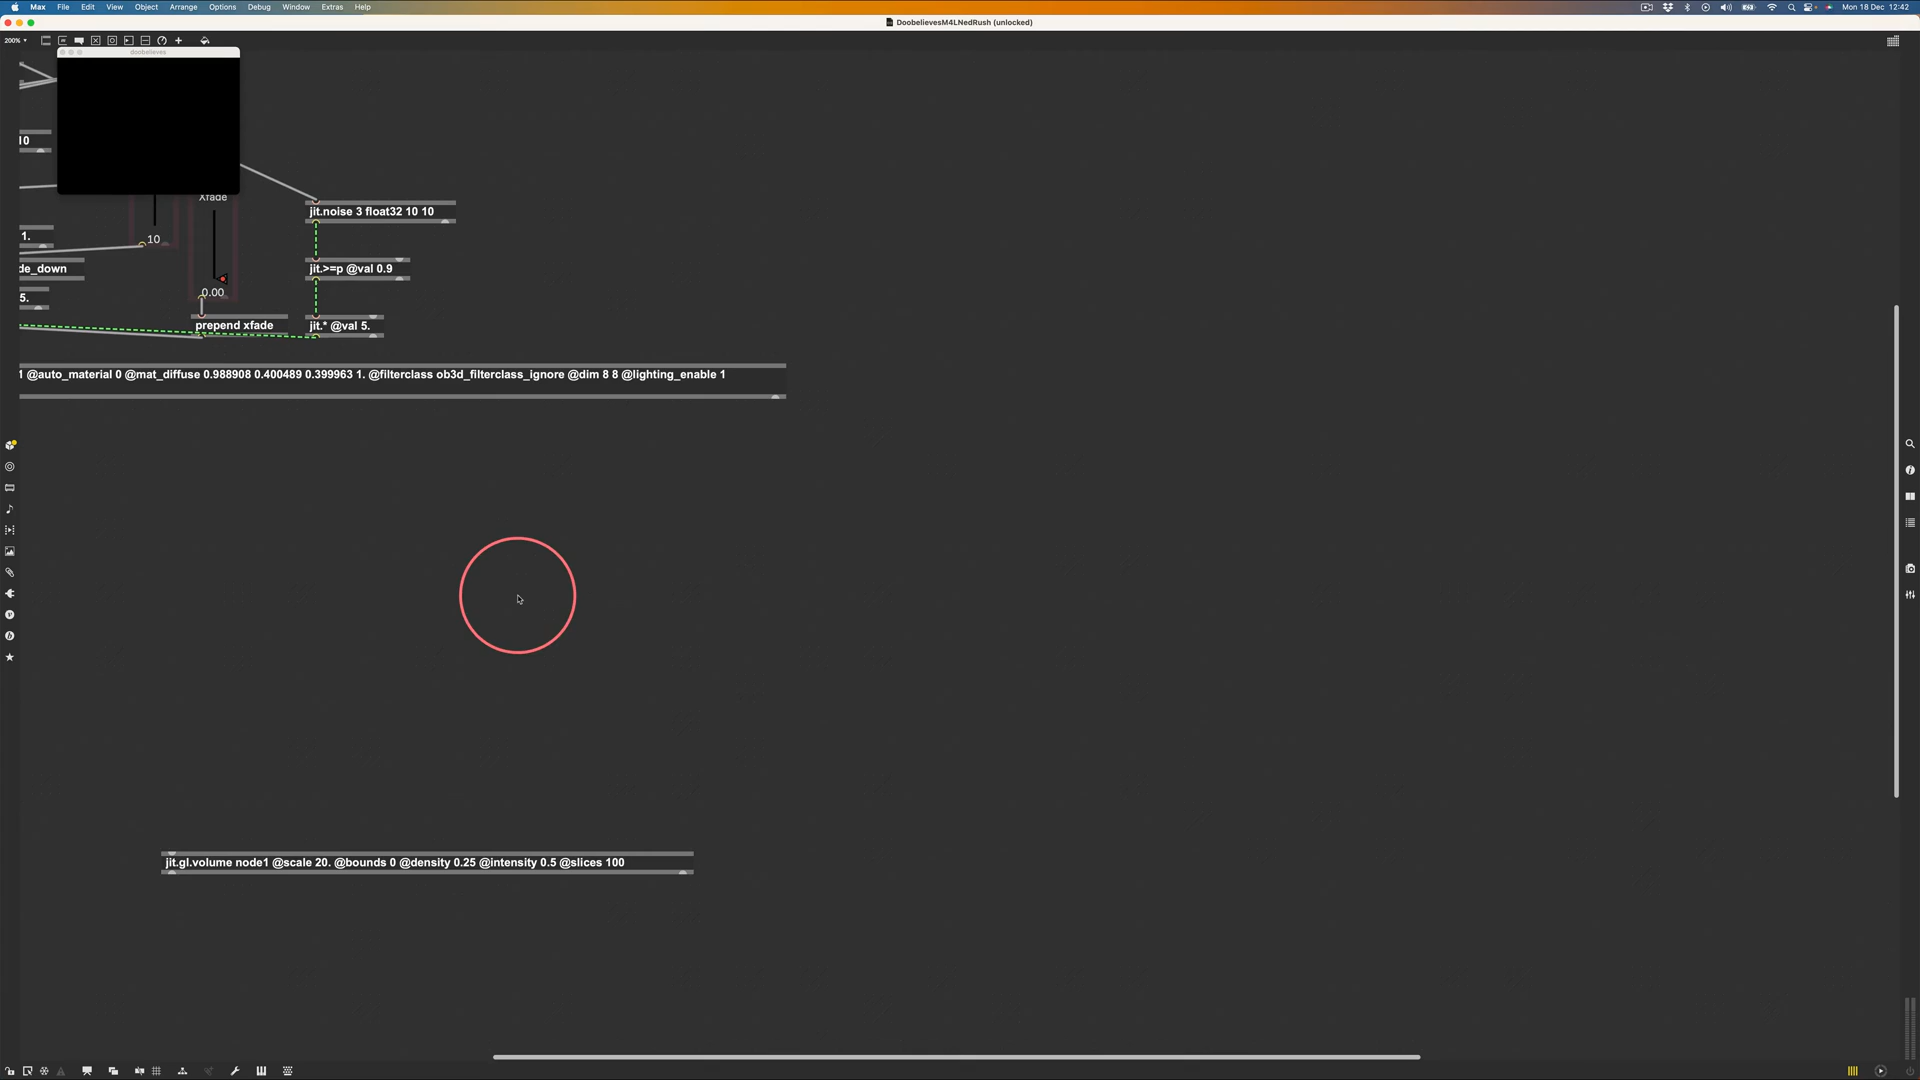 Max File Edit View Object Arrange Options Debug Window Extras Help
Mon 18 Dec 12:42
DoobelievesM4LNedRush (unlocked)
200%
doobelieves
10
Xfade
jit.noise 3 float32 10 10
1.
10
de_down
jit.>=p @val 0.9
5.
0.00
prepend xfade
jit.* @val 5.
1 @auto_material 0 @mat_diffuse 0.988908 0.400489 0.399963 1. @filterclass ob3d_filterclass_ignore @dim 8 8 @lighting_enable 1
jit.gl.volume node1 @scale 20. @bounds 0 @density 0.25 @intensity 0.5 @slices 100